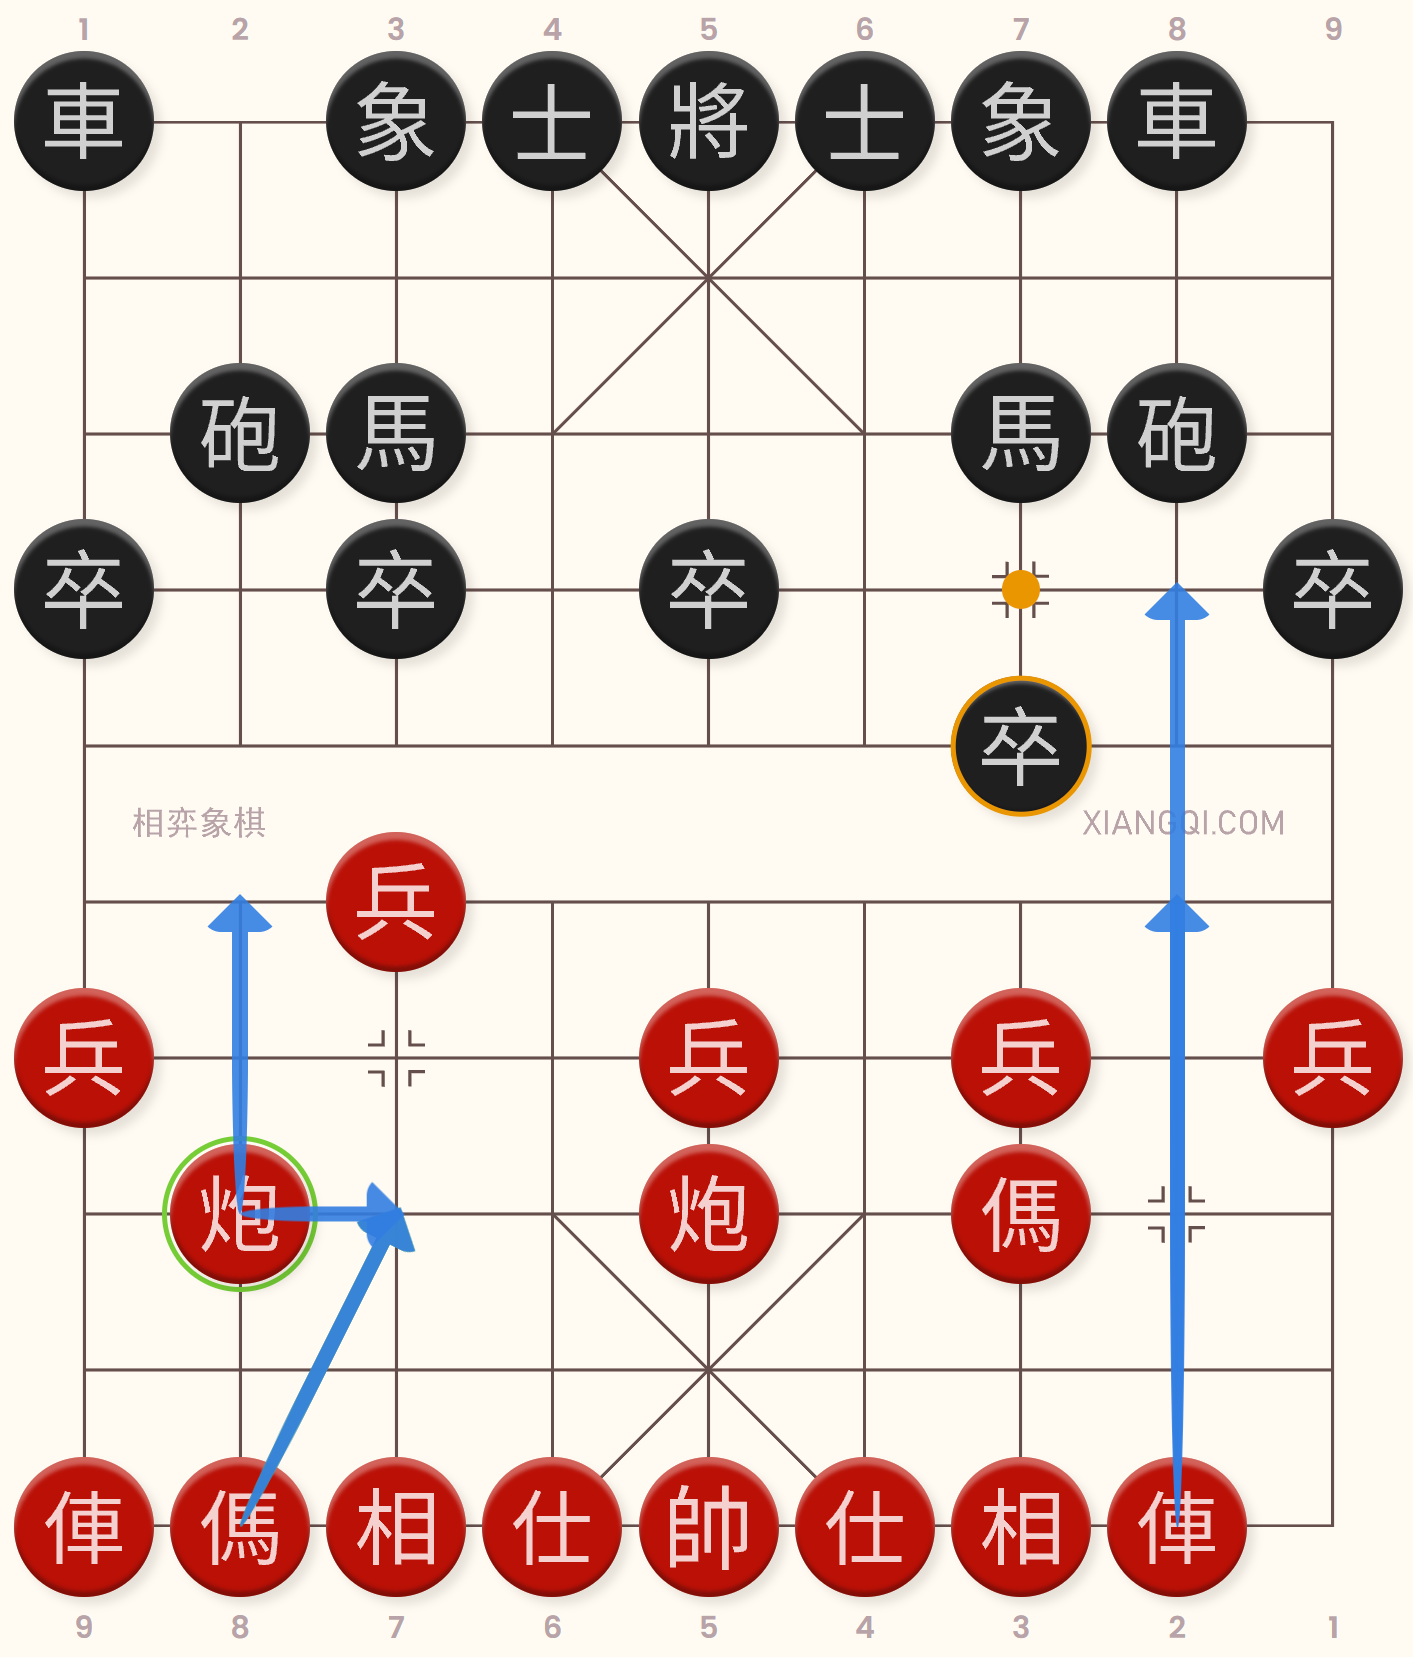 1 2 3 4 5 6 7 8 9
車 象 士 將 士 象 車
砲 馬 馬 砲
卒 卒 卒 卒
卒
相弈象棋 XIANGQI.COM
兵
兵 兵 兵 兵
炮 炮 傌
俥 傌 相 仕 帥 仕 相 俥
9 8 7 6 5 4 3 2 1